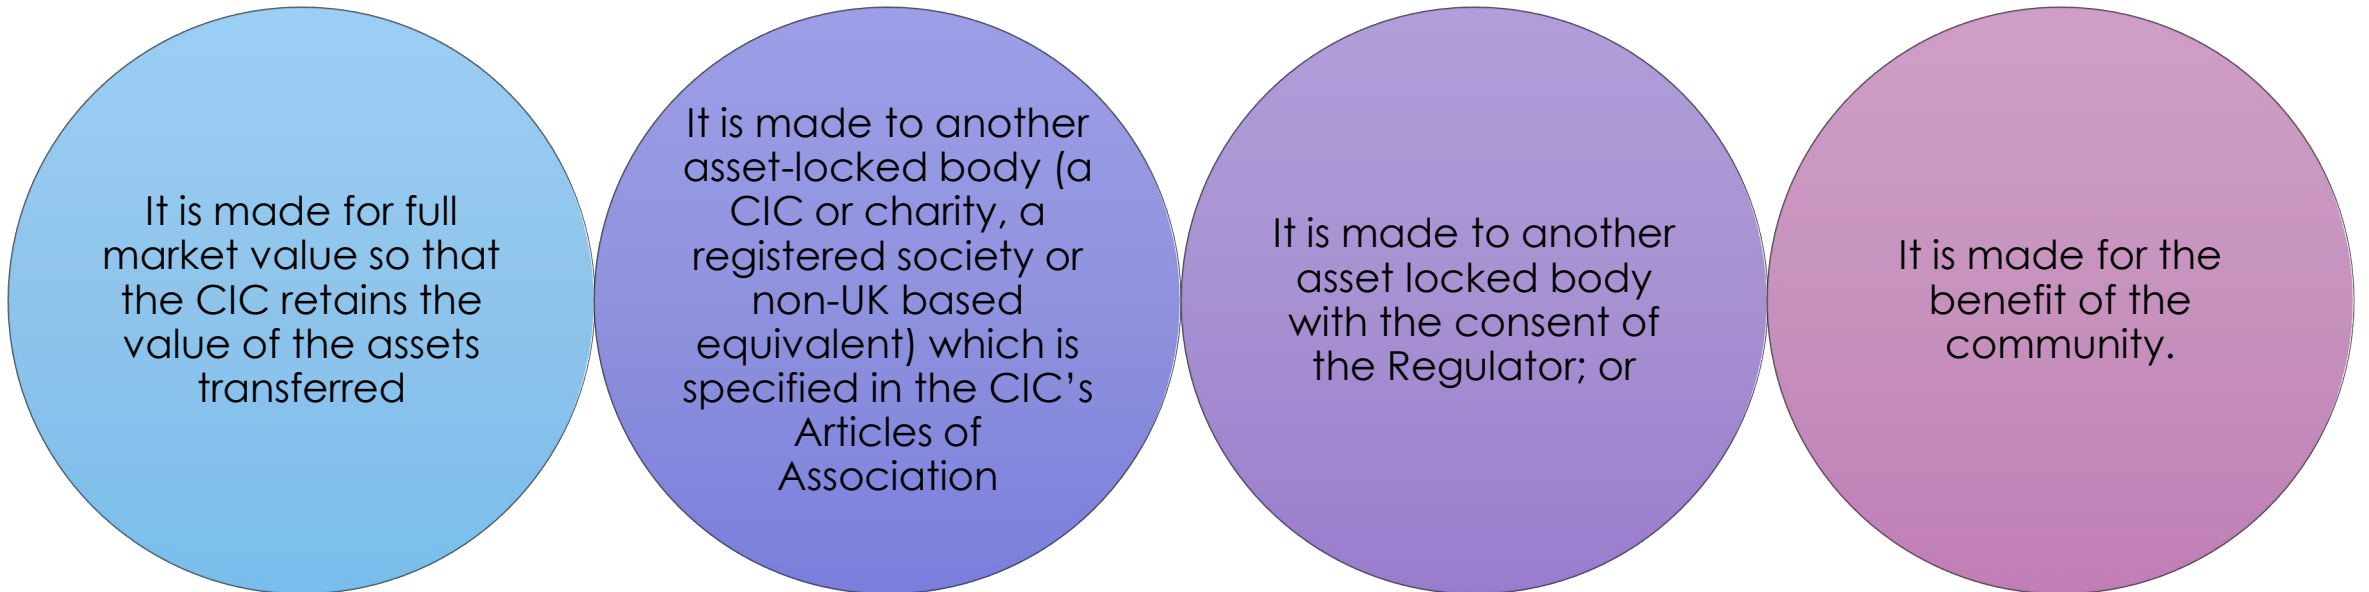 It is made for full
market value so that
the CIC retains the
value of the assets
transferred
It is made to another
asset-locked body (a
CIC or charity, a
registered society or
non-UK based
equivalent) which is
specified in the CIC’s
Articles of
Association
It is made to another
asset locked body
with the consent of
the Regulator; or
It is made for the
benefit of the
community.